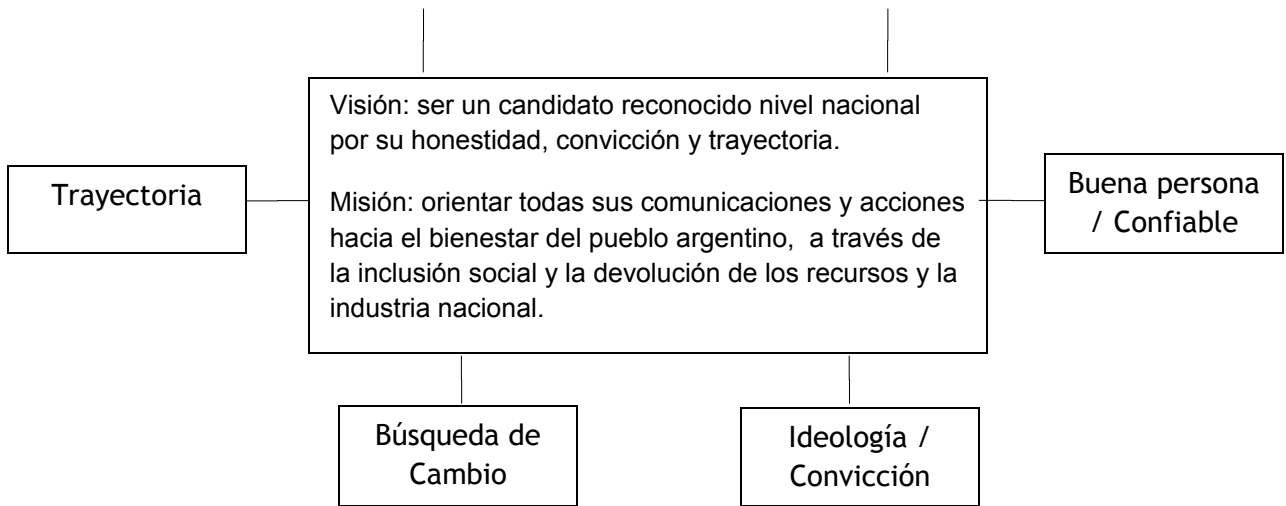 Visión: ser un candidato reconocido nivel nacional
por su honestidad, convicción y trayectoria.
Misión: orientar todas sus comunicaciones y acciones
hacia el bienestar del pueblo argentino, a través de
la inclusión social y la devolución de los recursos y la
industria nacional.
Trayectoria
Buena persona
/ Confiable
Búsqueda de
Cambio
Ideología /
Convicción